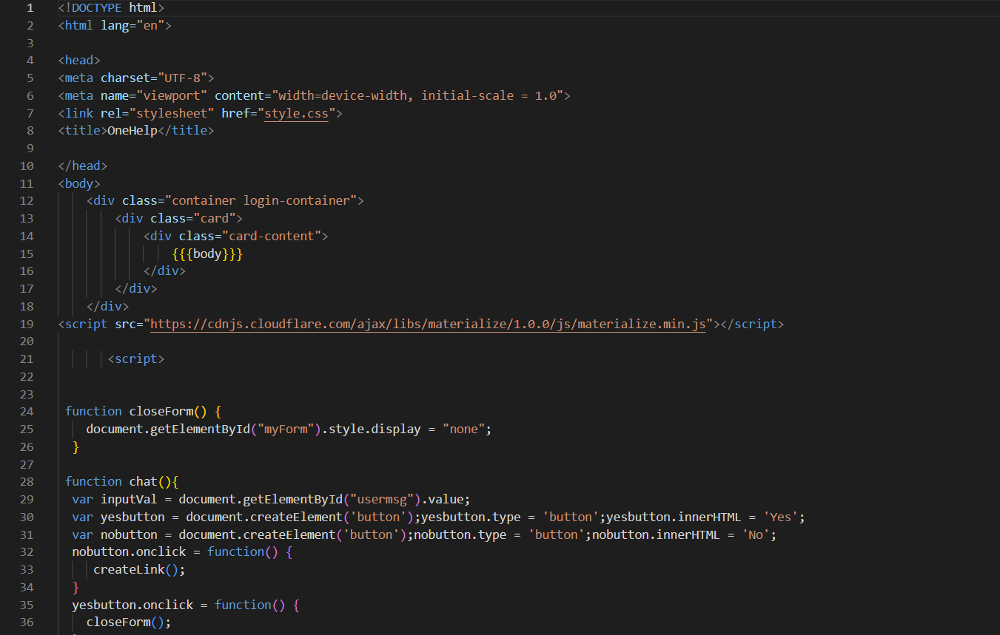 1 <!DOCTYPE html>
2 <html lang="en">
3
4 <head>
5 <meta charset="UTF-8">
6 <meta name="viewport" content="width=device-width, initial-scale = 1.0">
7 <link rel="stylesheet" href="style.css">
8 <title>OneHelp</title>
9
10 </head>
11 <body>
12     <div class="container login-container">
13         <div class="card">
14             <div class="card-content">
15                 {{{body}}}
16             </div>
17         </div>
18     </div>
19 <script src="https://cdnjs.cloudflare.com/ajax/libs/materialize/1.0.0/js/materialize.min.js"></script>
20
21        <script>
22
23
24  function closeForm() {
25     document.getElementById("myForm").style.display = "none";
26   }
27
28  function chat(){
29   var inputVal = document.getElementById("usermsg").value;
30   var yesbutton = document.createElement('button');yesbutton.type = 'button';yesbutton.innerHTML = 'Yes';
31   var nobutton = document.createElement('button');nobutton.type = 'button';nobutton.innerHTML = 'No';
32   nobutton.onclick = function() {
33      createLink();
34   }
35   yesbutton.onclick = function() {
36     closeForm();